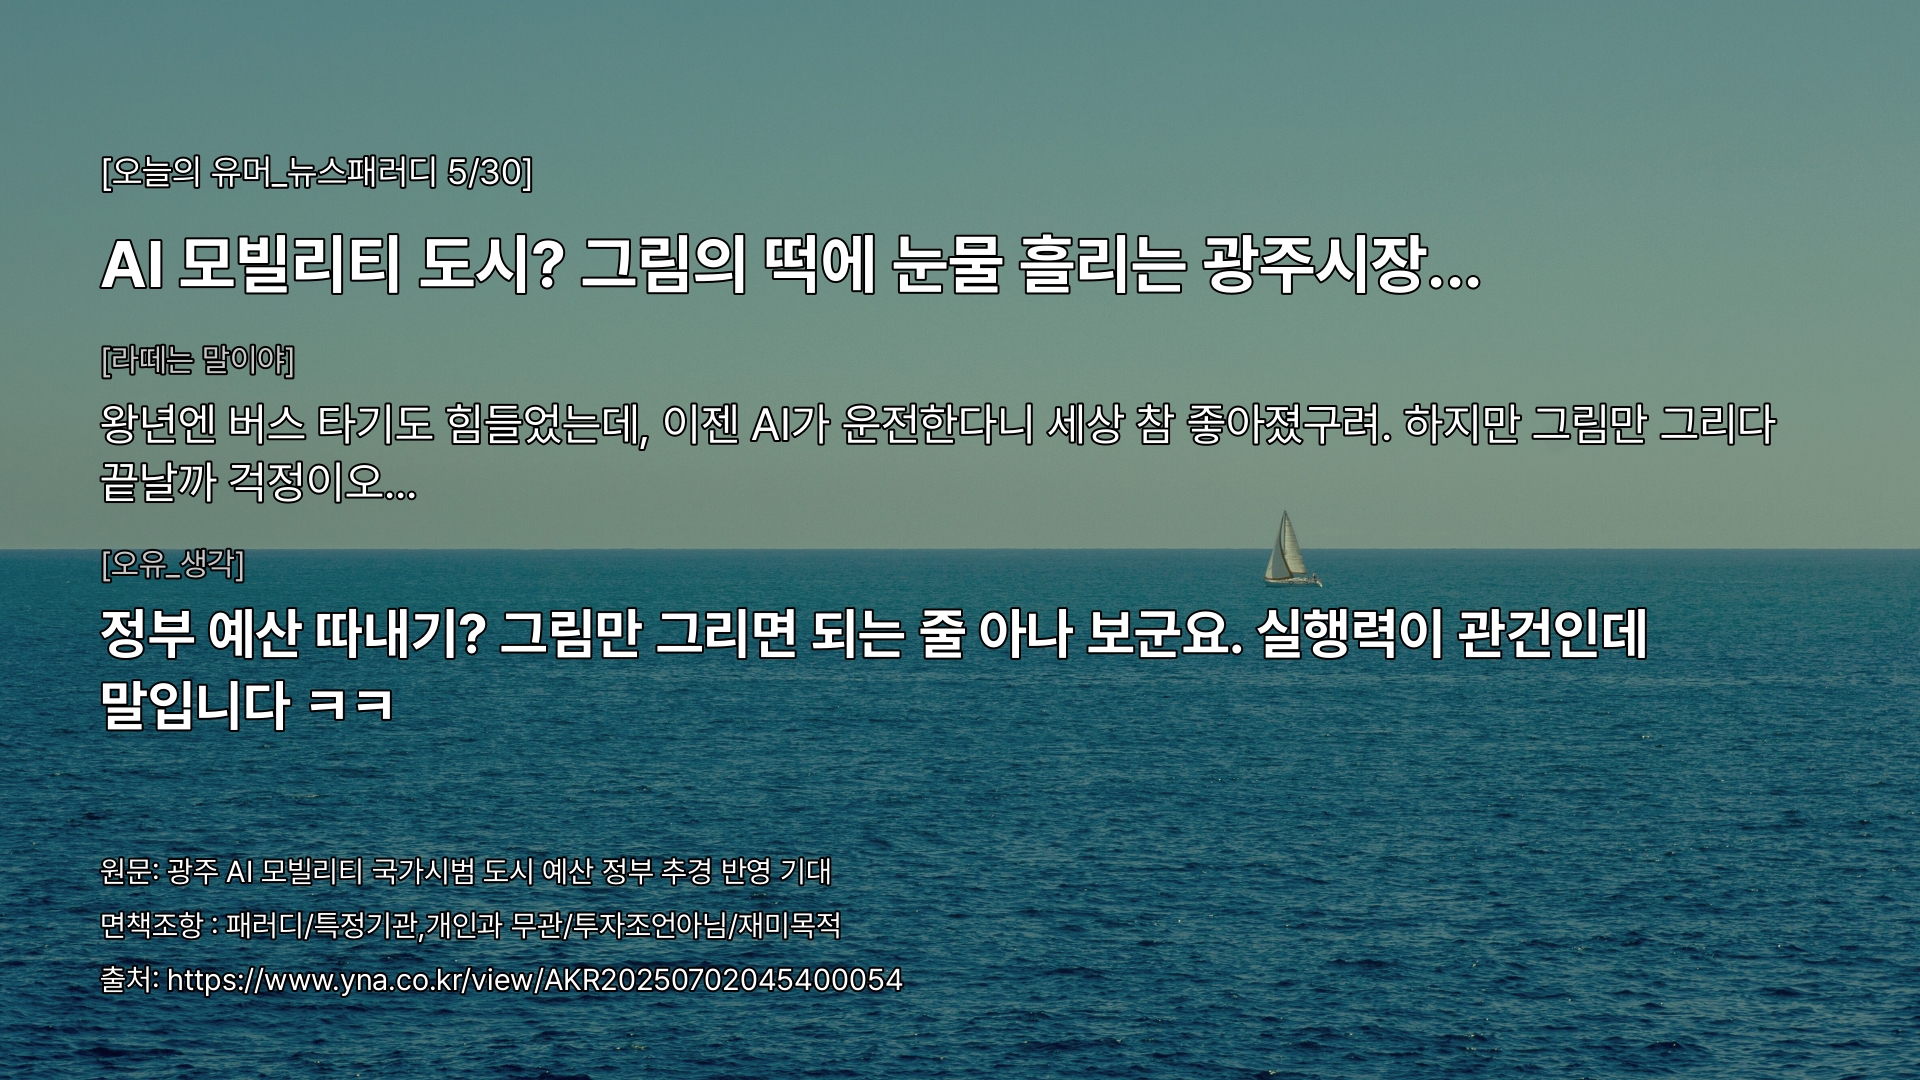 [오늘의 유머_뉴스패러디 5/30]
AI 모빌리티 도시? 그림의 떡에 눈물 흘리는 광주시장...
[라떼는 말이야]
왕년엔 버스 타기도 힘들었는데, 이젠 AI가 운전한다니 세상 참 좋아졌구려. 하지만 그림만 그리다
끝날까 걱정이오...
[오유_생각]
정부 예산 따내기? 그림만 그리면 되는 줄 아나 보군요. 실행력이 관건인데
말입니다 ㅋㅋ
원문: 광주 AI 모빌리티 국가시범 도시 예산 정부 추경 반영 기대
면책조항 : 패러디/특정기관,개인과 무관/투자조언아님/재미목적
출처: https://www.yna.co.kr/view/AKR20250702045400054